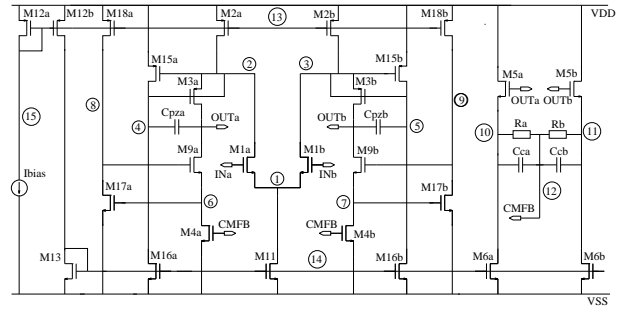 M12a M12b M18a M2a 13 M2b M18b VDD
M15a 2 3 M15b M5a M5b
M3a M3b OUTa OUTb
15 8 Cpza OUTa OUTb Cpzb 9
4 5 10 Ra Rb 11
M9a M1a M1b M9b Cca Ccb
INa INb
Ibias 1 12
M17a 6 7 M17b CMFB
M4a CMFB CMFB M4b
M13 M16a M11 14 M16b M6a M6b
VSS